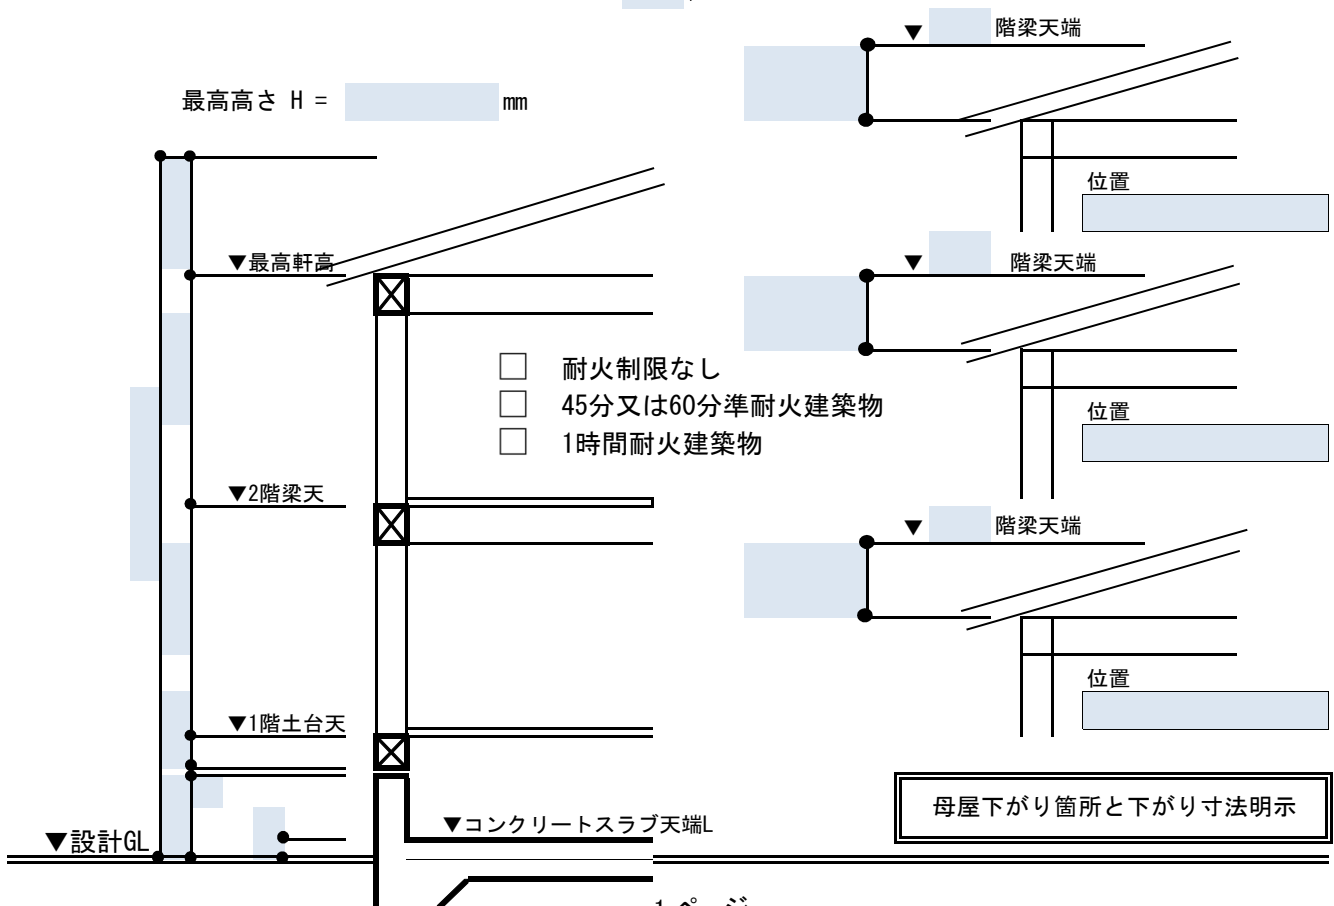 ▼ 階梁天端
最高高さ H = mm
位置
▼最高軒高
▼ 階梁天端
□ 耐火制限なし
□ 45分又は60分準耐火建築物
□ 1時間耐火建築物
位置
▼2階梁天
▼ 階梁天端
位置
▼1階土台天
母屋下がり箇所と下がり寸法明示
▼コンクリートスラブ天端L
▼設計GL
1 ページ